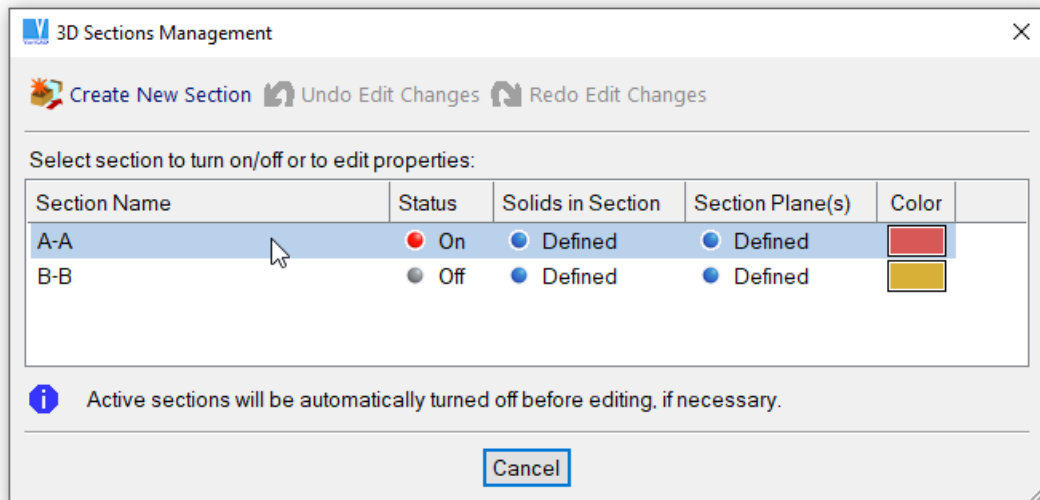 3D Sections Management
Create New Section Undo Edit Changes Redo Edit Changes
Select section to turn on/off or to edit properties:
Section Name Status Solids in Section Section Plane(s) Color
A-A On Defined Defined
B-B Off Defined Defined
Active sections will be automatically turned off before editing, if necessary.
Cancel